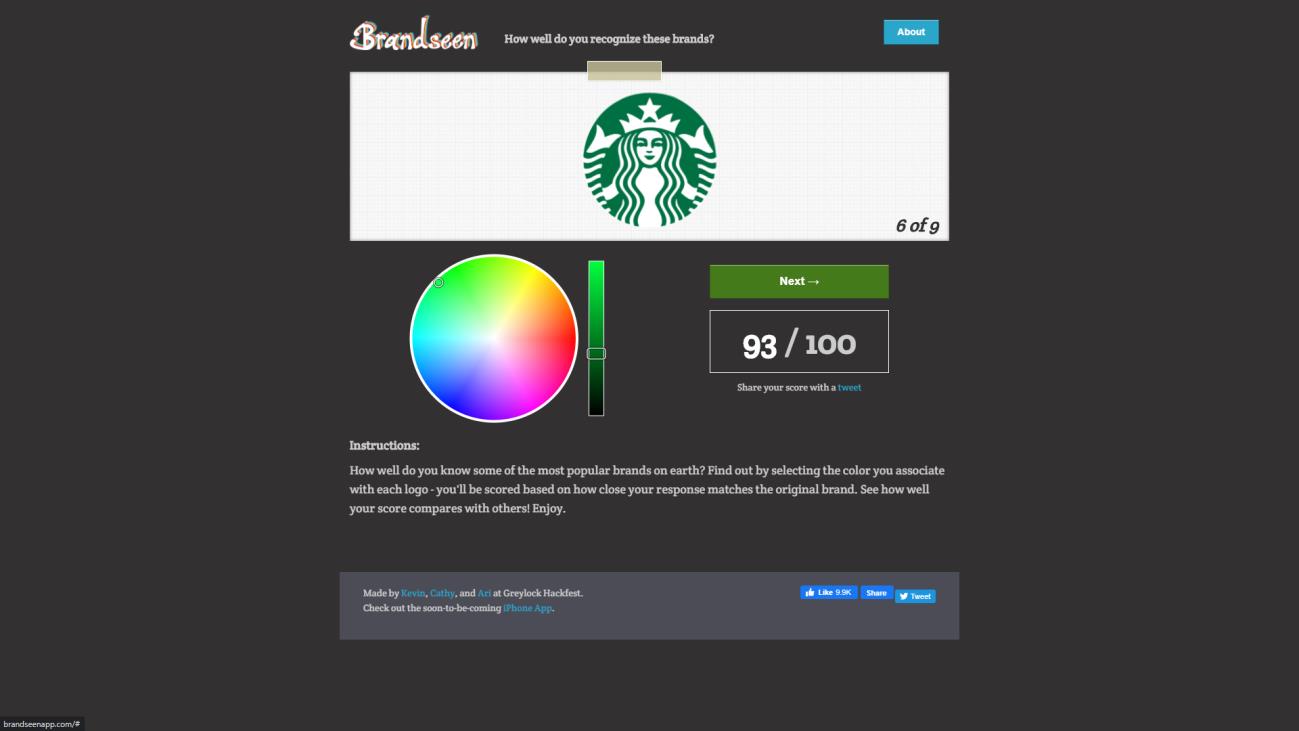 Brandseen
How well do you recognize these brands?
About
6 of 9
Next →
93 / 100
Share your score with a tweet
Instructions:
How well do you know some of the most popular brands on earth? Find out by selecting the color you associate
with each logo - you'll be scored based on how close your response matches the original brand. See how well
your score compares with others! Enjoy.
Made by Kevin, Cathy, and Ari at Greylock Hackfest.
Check out the soon-to-be-coming iPhone App.
Like 9.9K
Share
Tweet
brandseenapp.com/#